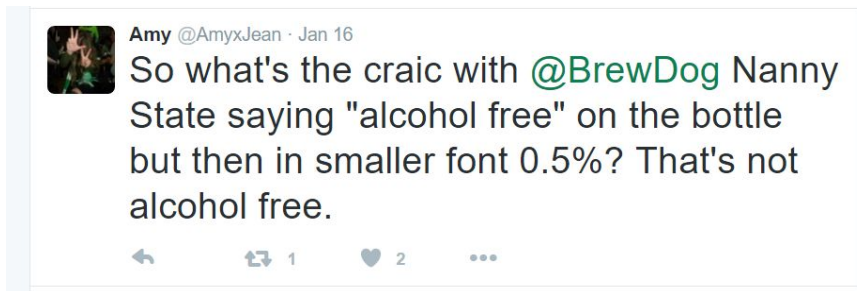 Amy @AmyxJean · Jan 16
So what's the craic with @BrewDog Nanny
State saying "alcohol free" on the bottle
but then in smaller font 0.5%? That's not
alcohol free.
1 2